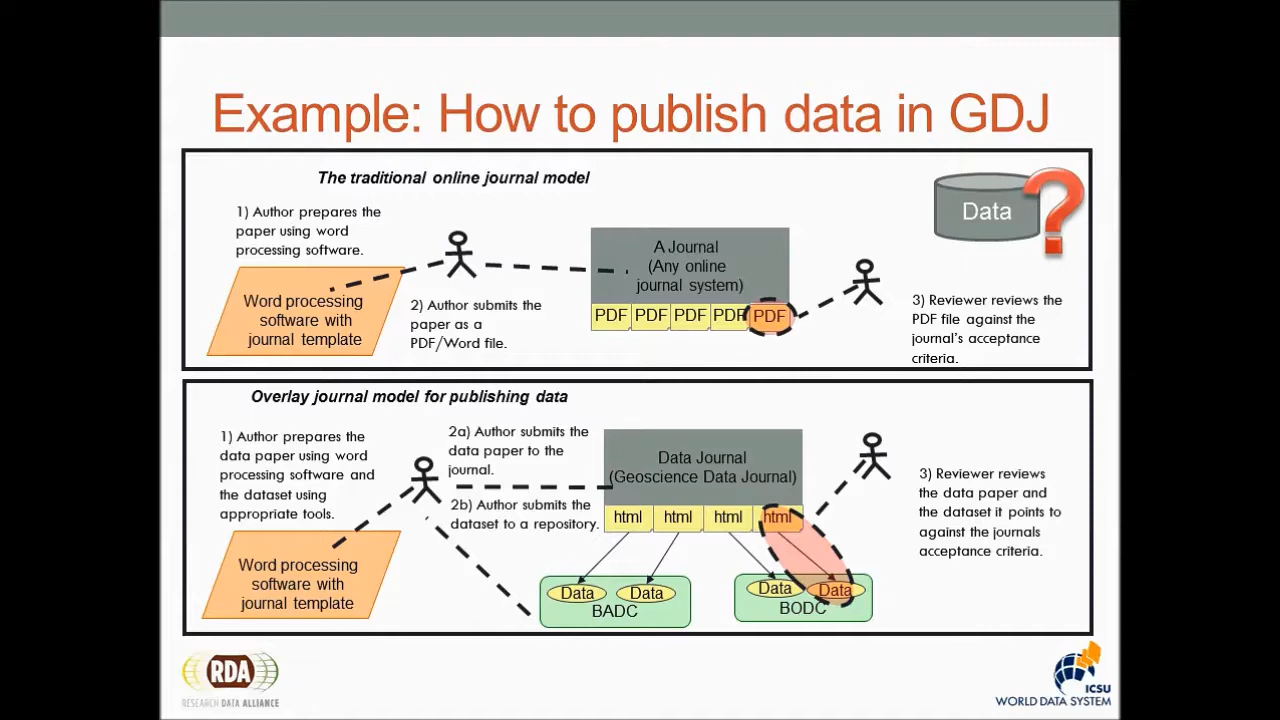 Example: How to publish data in GDJ
The traditional online journal model
1) Author prepares the
paper using word
processing software.
Word processing
software with
journal template
2) Author submits the
paper as a
PDF/Word file.
A Journal
(Any online
journal system)
PDF PDF PDF PDF PDF
Data ?
3) Reviewer reviews the
PDF file against the
journal's acceptance
criteria.
Overlay journal model for publishing data
1) Author prepares the
data paper using word
processing software and
the dataset using
appropriate tools.
Word processing
software with
journal template
2a) Author submits the
data paper to the
journal.
2b) Author submits the
dataset to a repository.
Data Journal
(Geoscience Data Journal)
html html html html
Data Data
BADC
Data Data
BODC
3) Reviewer reviews
the data paper and
the dataset it points to
against the journals
acceptance criteria.
RDA
RESEARCH DATA ALLIANCE
ICSU
WORLD DATA SYSTEM